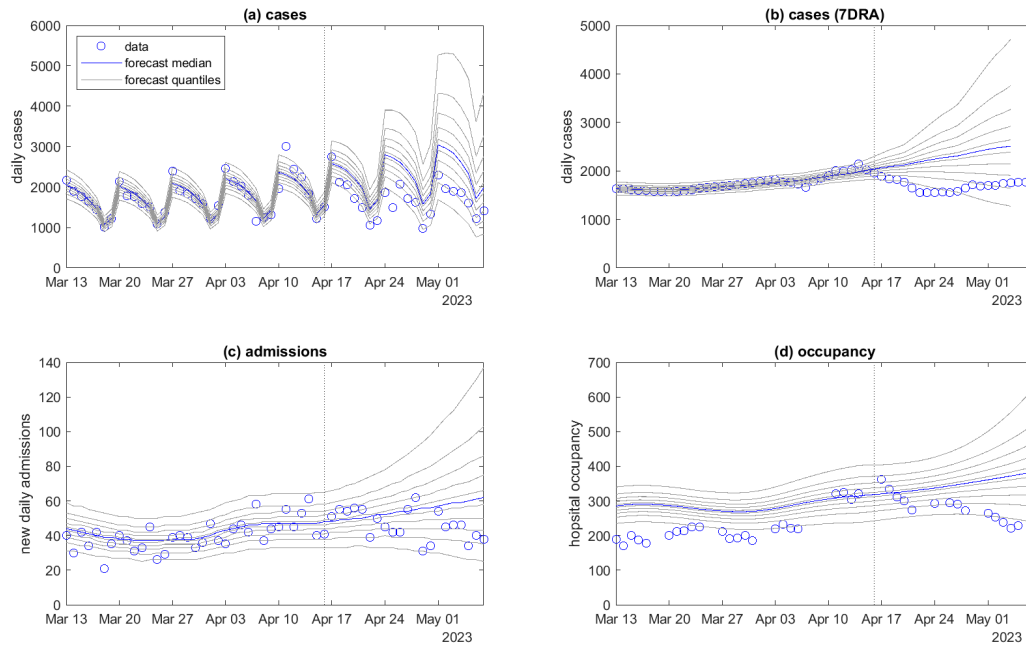 (a) cases
6000
5000
4000
3000
2000
1000
0
daily cases
data
forecast median
forecast quantiles
Mar 13 Mar 20 Mar 27 Apr 03 Apr 10 Apr 17 Apr 24 May 01
2023
(b) cases (7DRA)
5000
4000
3000
2000
1000
0
daily cases
Mar 13 Mar 20 Mar 27 Apr 03 Apr 10 Apr 17 Apr 24 May 01
2023
(c) admissions
140
120
100
80
60
40
20
0
new daily admissions
Mar 13 Mar 20 Mar 27 Apr 03 Apr 10 Apr 17 Apr 24 May 01
2023
(d) occupancy
700
600
500
400
300
200
100
0
hopsital occupancy
Mar 13 Mar 20 Mar 27 Apr 03 Apr 10 Apr 17 Apr 24 May 01
2023